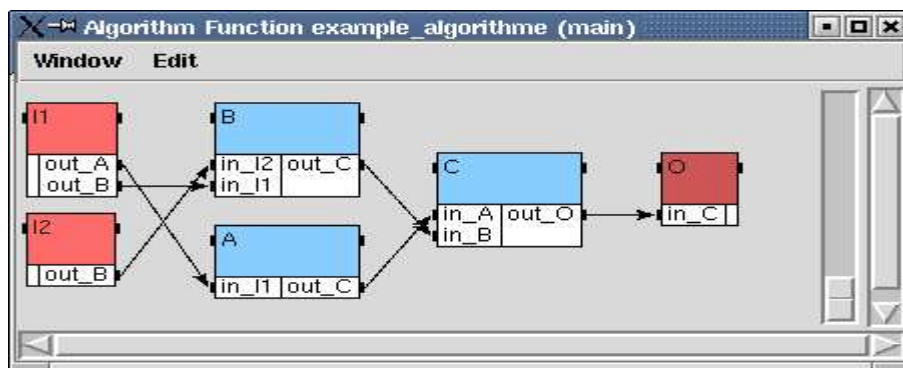 Algorithm Function example_algorithme (main)
Window Edit
I1
out_A
out_B
I2
out_B
B
in_I2 out_C
in_I1
A
in_I1 out_C
C
in_A out_O
in_B
O
in_C